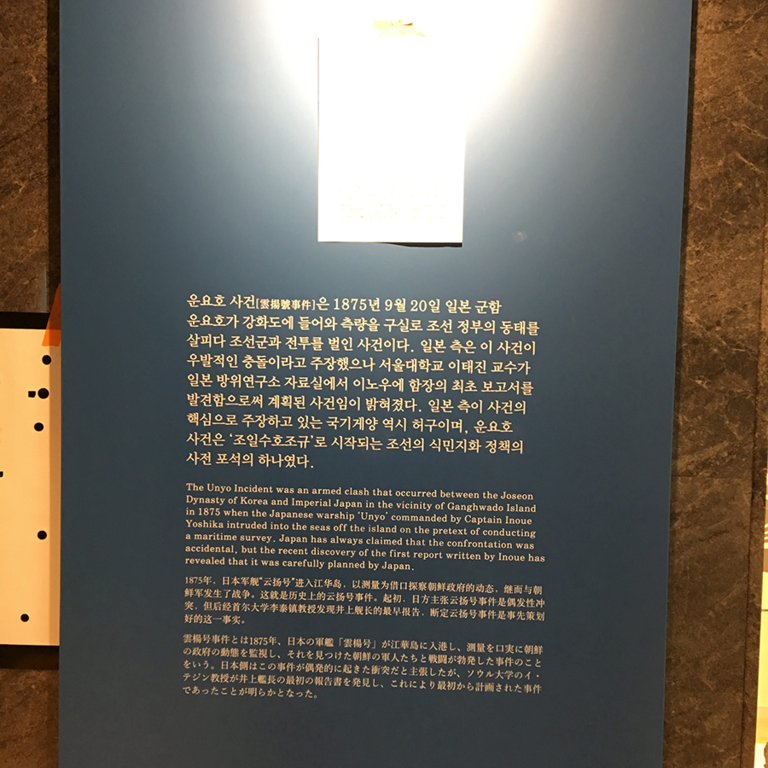 운요호 사건[雲揚號事件]은 1875년 9월 20일 일본 군함
운요호가 강화도에 들어와 측량을 구실로 조선 정부의 동태를
살피다 조선군과 전투를 벌인 사건이다. 일본 측은 이 사건이
우발적인 충돌이라고 주장했으나 서울대학교 이태진 교수가
일본 방위연구소 자료실에서 이노우에 함장의 최초 보고서를
발견함으로써 계획된 사건임이 밝혀졌다. 일본 측이 사건의
핵심으로 주장하고 있는 국기게양 역시 허구이며, 운요호
사건은 ‘조일수호조규’로 시작되는 조선의 식민지화 정책의
사전 포석의 하나였다.
The Unyo Incident was an armed clash that occurred between the Joseon
Dynasty of Korea and Imperial Japan in the vicinity of Ganghwado Island
in 1875 when the Japanese warship ‘Unyo’ commanded by Captain Inoue
Yoshika intruded into the seas off the island on the pretext of conducting
a maritime survey. Japan has always claimed that the confrontation was
accidental, but the recent discovery of the first report written by Inoue has
revealed that it was carefully planned by Japan.
1875年，日本军舰“云扬号”进入江华岛，以测量为借口探察朝鲜政府的动态，继而与朝
鲜军发生了战争。这就是历史上的云扬号事件。起初，日方主张云扬号事件是偶发性冲
突，但后经首尔大学李泰镇教授发现井上舰长的最早报告，断定云扬号事件是事先策划
好的这一事实。
雲楊号事件とは1875年、日本の軍艦「雲楊号」が江華島に入港し、測量を口実に朝鮮
の政府の動態を監視し、それを見つけた朝鮮の軍人たちと戦闘が勃発した事件のこと
をいう。日本側はこの事件が偶発的に起きた衝突だと主張したが、ソウル大学のイ・
テジン教授が井上艦長の最初の報告書を発見し、これにより最初から計画された事件
であったことが明らかとなった。